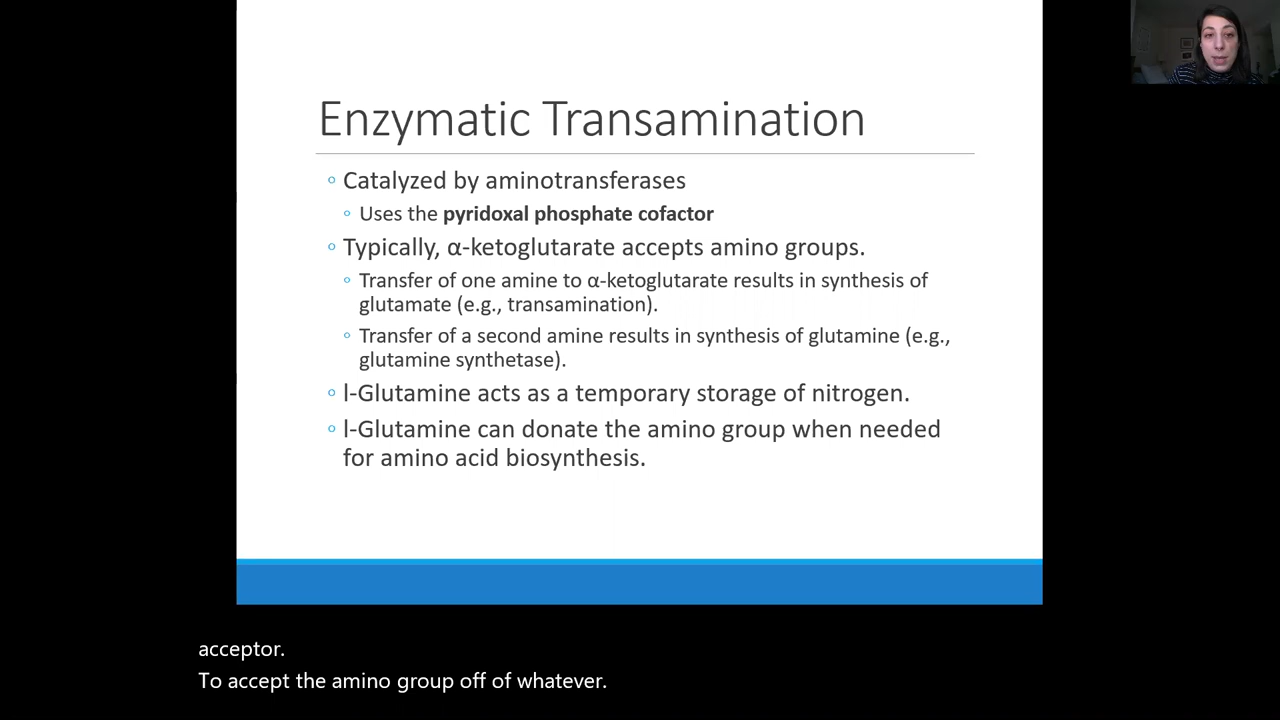 Enzymatic Transamination
◦ Catalyzed by aminotransferases
◦ Uses the pyridoxal phosphate cofactor
◦ Typically, α-ketoglutarate accepts amino groups.
◦ Transfer of one amine to α-ketoglutarate results in synthesis of
glutamate (e.g., transamination).
◦ Transfer of a second amine results in synthesis of glutamine (e.g.,
glutamine synthetase).
◦ l-Glutamine acts as a temporary storage of nitrogen.
◦ l-Glutamine can donate the amino group when needed
for amino acid biosynthesis.
acceptor.
To accept the amino group off of whatever.